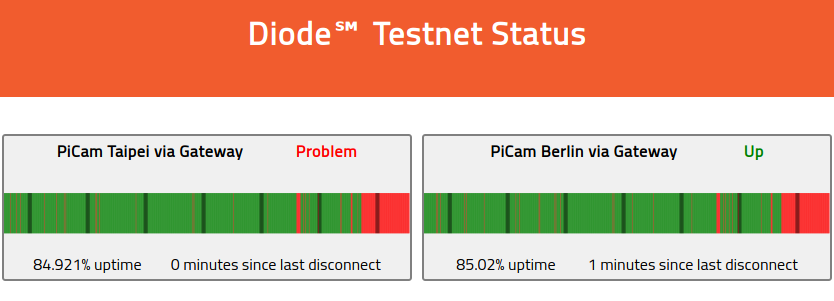 Diode℠ Testnet Status
PiCam Taipei via Gateway Problem
84.921% uptime 0 minutes since last disconnect
PiCam Berlin via Gateway Up
85.02% uptime 1 minutes since last disconnect